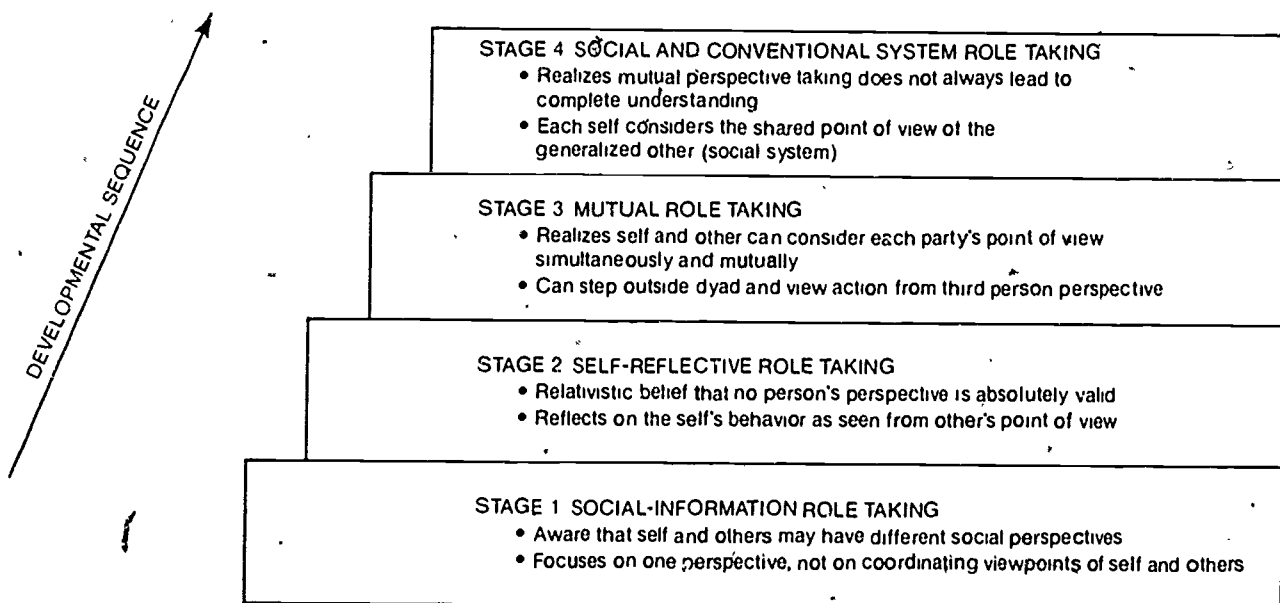 STAGE 4 SOCIAL AND CONVENTIONAL SYSTEM ROLE TAKING
• Realizes mutual perspective taking does not always lead to
complete understanding
• Each self considers the shared point of view of the
generalized other (social system)
STAGE 3 MUTUAL ROLE TAKING
• Realizes self and other can consider each party's point of view
simultaneously and mutually
• Can step outside dyad and view action from third person perspective
DEVELOPMENTAL SEQUENCE
STAGE 2 SELF-REFLECTIVE ROLE TAKING
• Relativistic belief that no person's perspective is absolutely valid
• Reflects on the self's behavior as seen from other's point of view
STAGE 1 SOCIAL-INFORMATION ROLE TAKING
• Aware that self and others may have different social perspectives
• Focuses on one perspective, not on coordinating viewpoints of self and others